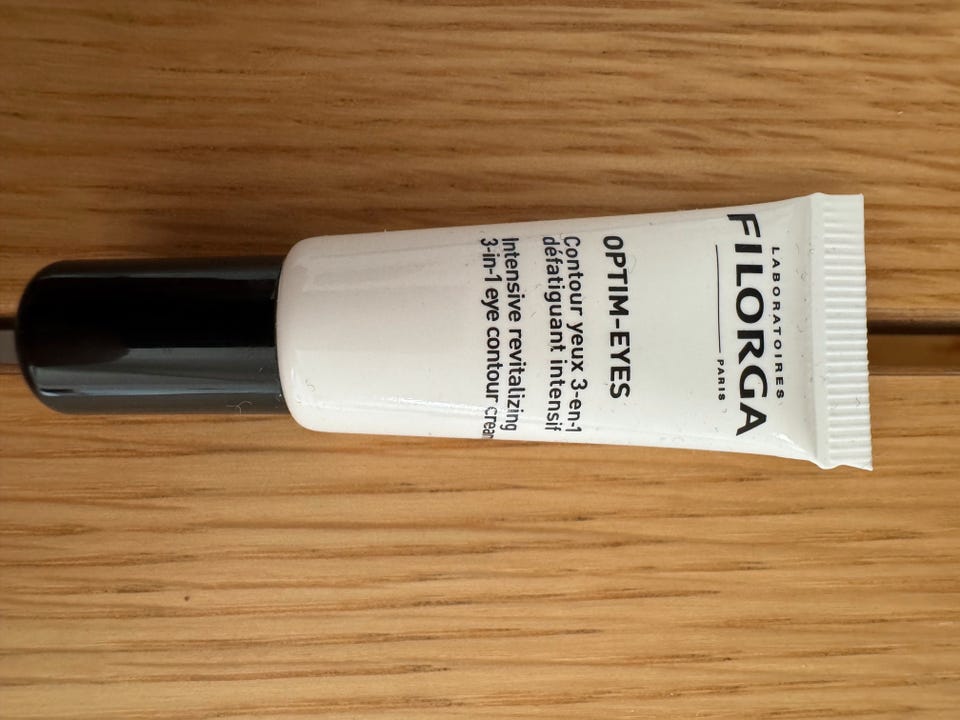 LABORATOIRES
FILORGA
PARIS
OPTIM-EYES
Contour yeux 3-en-1
défatiguant intensif
Intensive revitalizing
3-in-1 eye contour